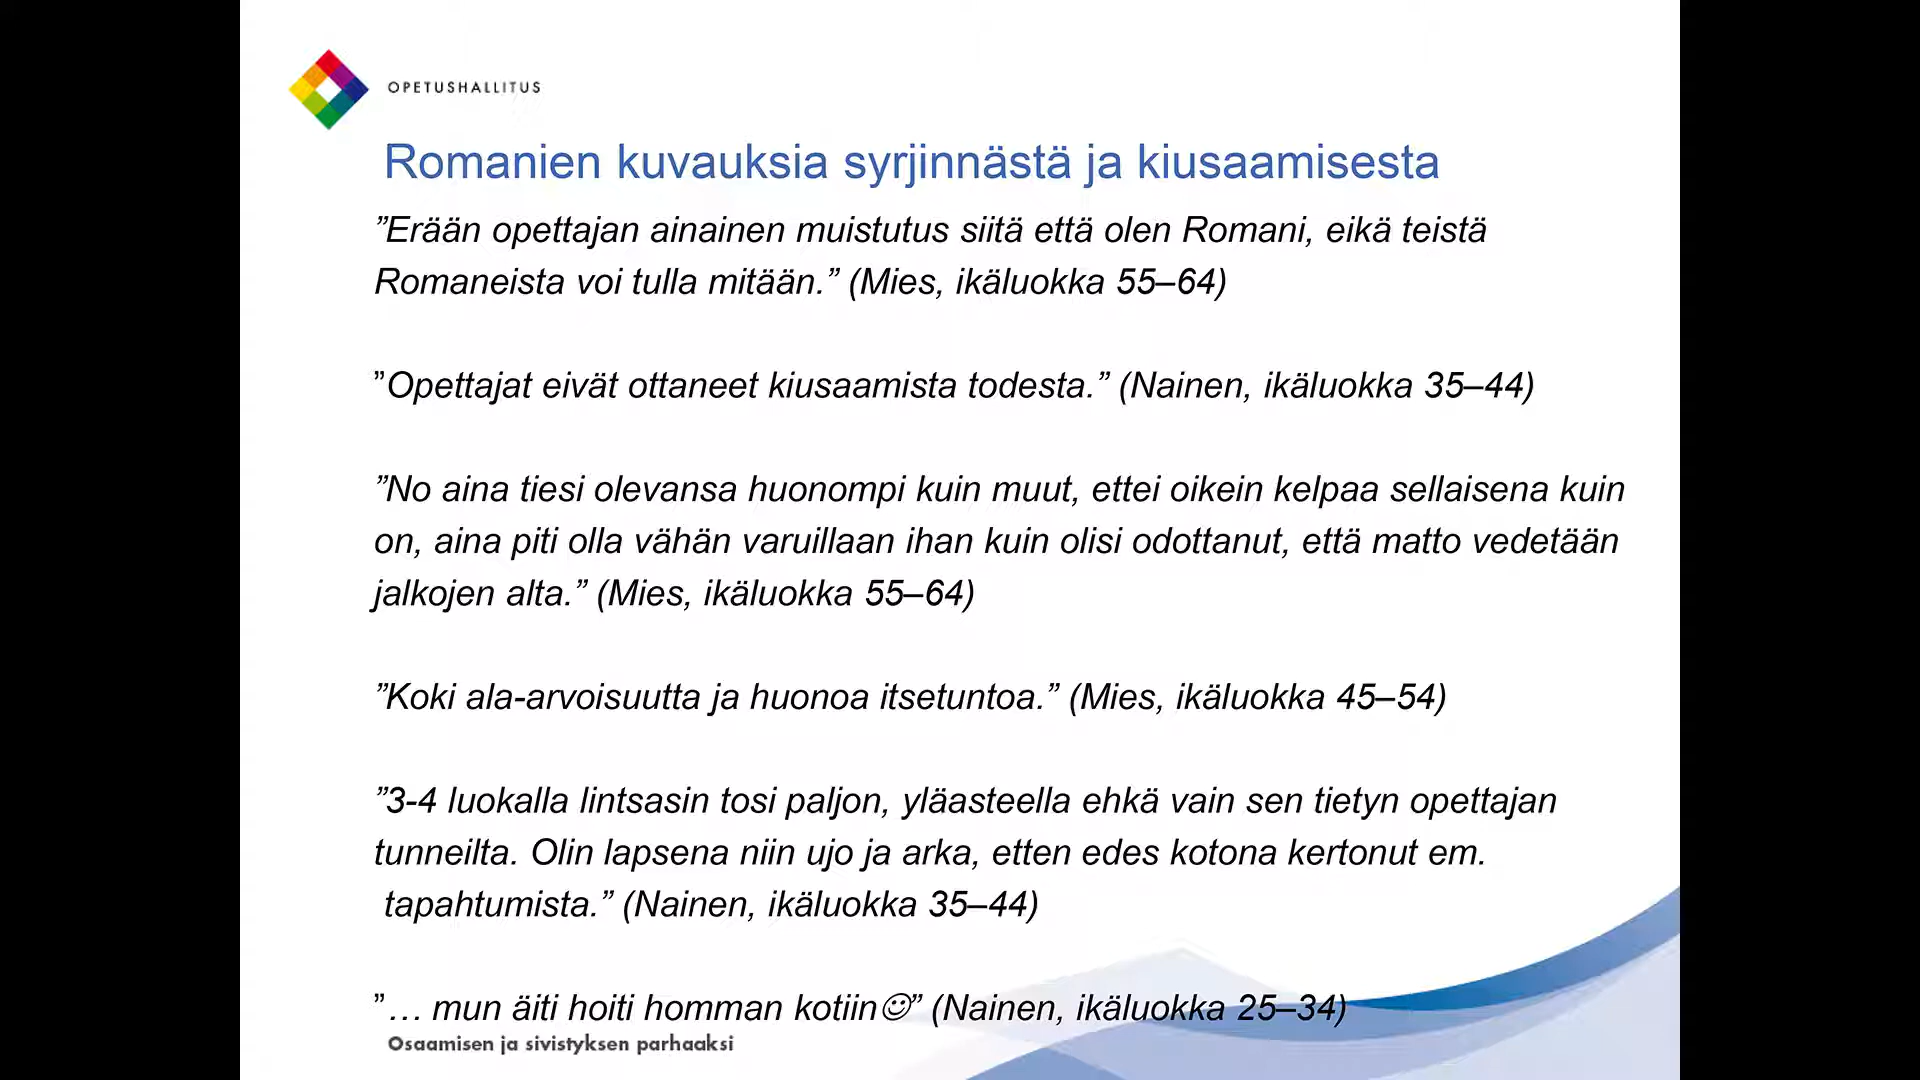 OPETUSHALLITUS
Romanien kuvauksia syrjinnästä ja kiusaamisesta
”Erään opettajan ainainen muistutus siitä että olen Romani, eikä teistä
Romaneista voi tulla mitään.” (Mies, ikäluokka 55–64)
”Opettajat eivät ottaneet kiusaamista todesta.” (Nainen, ikäluokka 35–44)
”No aina tiesi olevansa huonompi kuin muut, ettei oikein kelpaa sellaisena kuin
on, aina piti olla vähän varuillaan ihan kuin olisi odottanut, että matto vedetään
jalkojen alta.” (Mies, ikäluokka 55–64)
”Koki ala-arvoisuutta ja huonoa itsetuntoa.” (Mies, ikäluokka 45–54)
”3-4 luokalla lintsasin tosi paljon, yläasteella ehkä vain sen tietyn opettajan
tunneilta. Olin lapsena niin ujo ja arka, etten edes kotona kertonut em.
tapahtumista.” (Nainen, ikäluokka 35–44)
”… mun äiti hoiti homman kotiin☺” (Nainen, ikäluokka 25–34)
Osaamisen ja sivistyksen parhaaksi